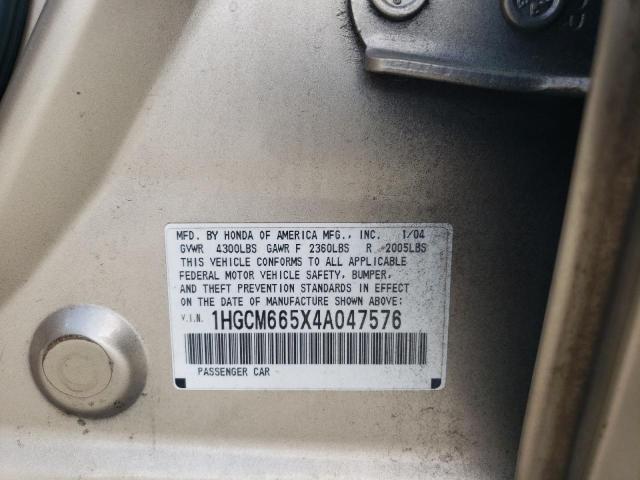 MFD. BY HONDA OF AMERICA MFG., INC. 1/04
GVWR 4300LBS GAWR F 2360LBS R 2005LBS
THIS VEHICLE CONFORMS TO ALL APPLICABLE
FEDERAL MOTOR VEHICLE SAFETY, BUMPER,
AND THEFT PREVENTION STANDARDS IN EFFECT
ON THE DATE OF MANUFACTURE SHOWN ABOVE:
V.I.N. 1HGCM665X4A047576
PASSENGER CAR